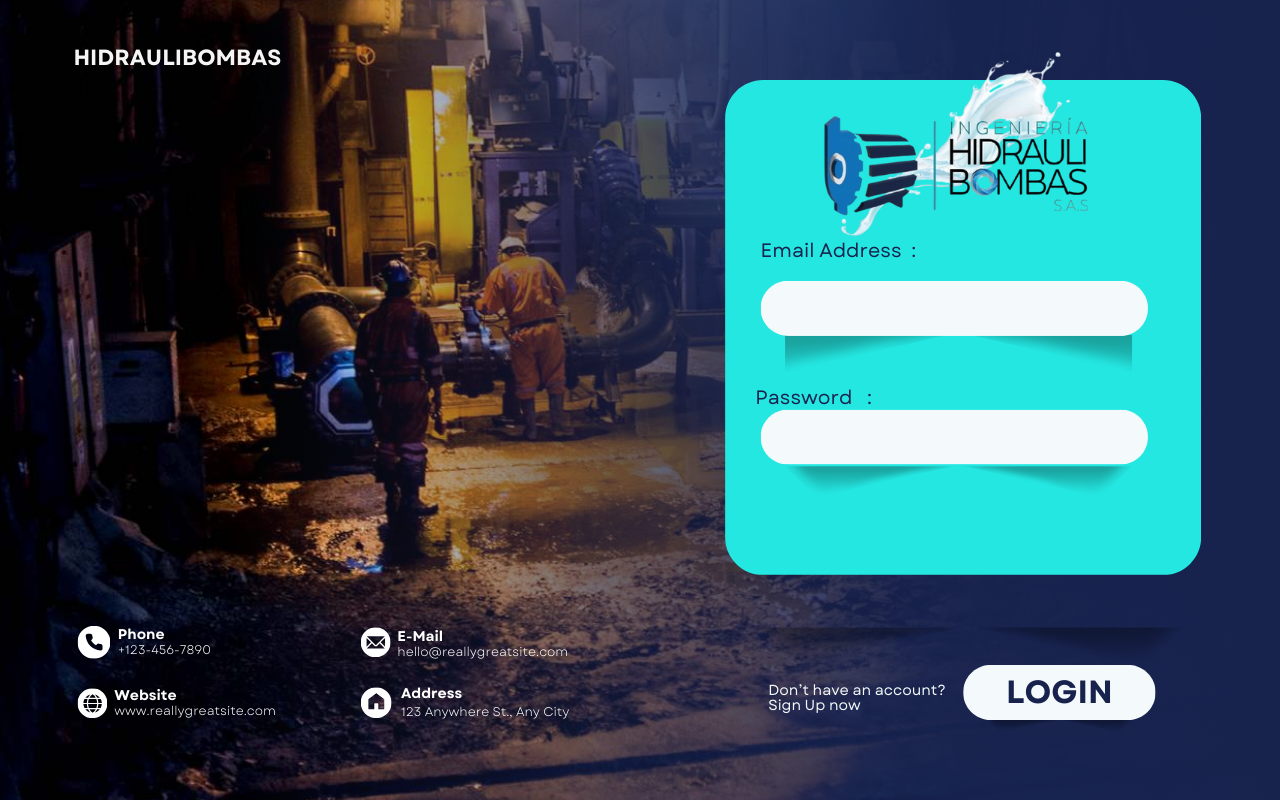 HIDRAULIBOMBAS
INGENIERÍA
HIDRAULI
BOMBAS
S.A.S
Email Address :
Password :
Phone
+123-456-7890
E-Mail
hello@reallygreatsite.com
Website
www.reallygreatsite.com
Address
123 Anywhere St., Any City
Don't have an account?
Sign Up now
LOGIN